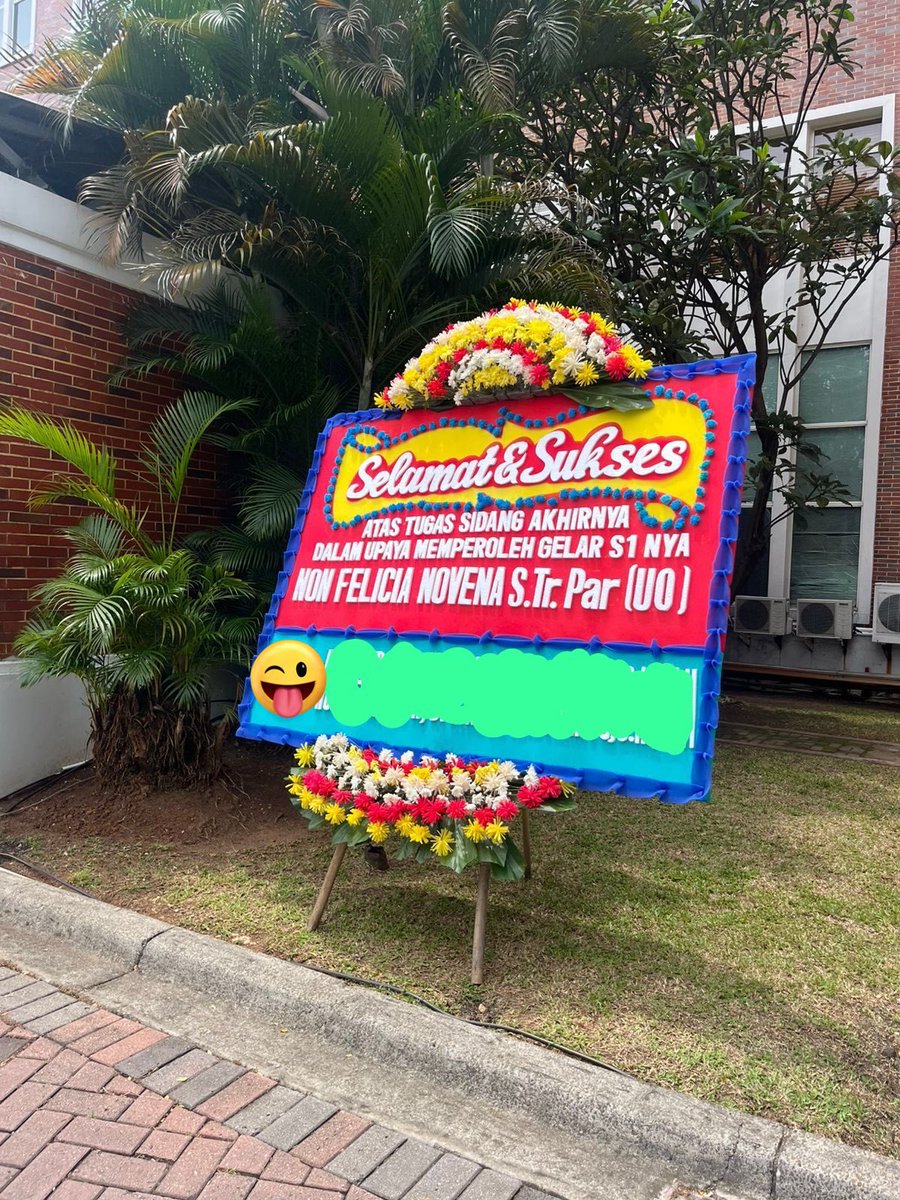 Selamat & Sukses
ATAS TUGAS SIDANG AKHIRNYA
DALAM UPAYA MEMPEROLEH GELAR S1 NYA
NON FELICIA NOVENA S.Tr. Par (UO)